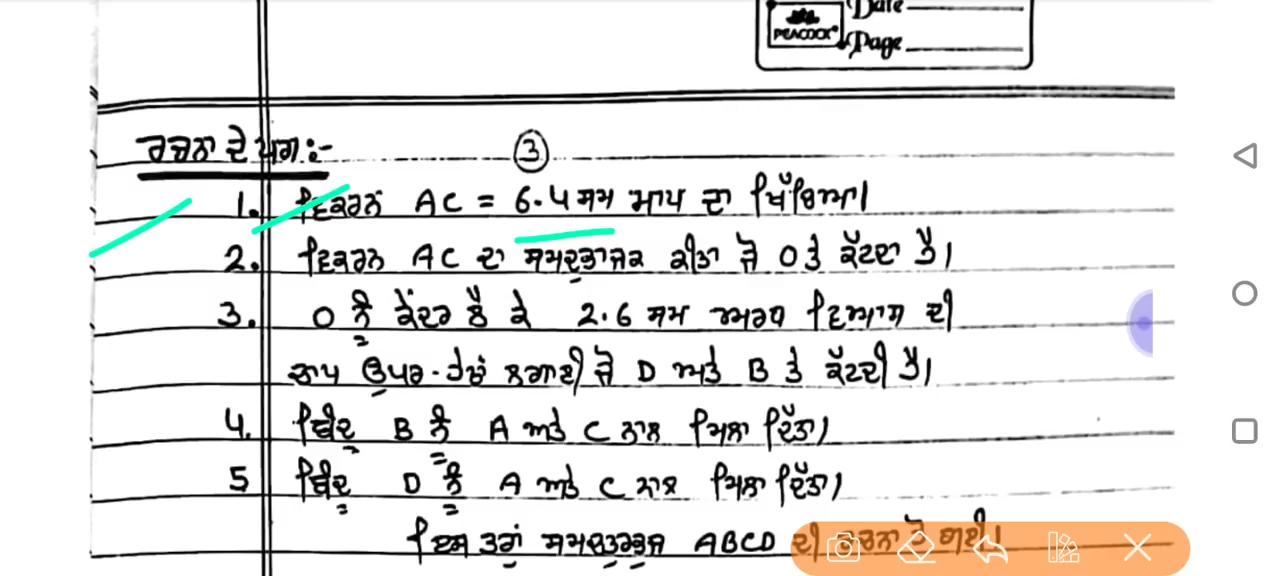 Date
PEACOCK
Page
ਰਚਨਾ ਦੇ ਪਗ :-
3
1. ਵਿਕਰਨ AC = 6.4 ਸਮ ਮਾਪ ਦਾ ਖਿੱਚਿਆ।
2. ਵਿਕਰਨ AC ਦਾ ਸਮਦੁਭਾਜਕ ਕੀਤਾ ਜੋ O ਤੇ ਕੱਟਦਾ ਹੈ।
3. O ਨੂੰ ਕੇਂਦਰ ਲੈ ਕੇ 2.6 ਸਮ ਅਰਧ ਵਿਆਸ ਦੀ
ਚਾਪ ਉਪਰ-ਹੇਠਾਂ ਲਗਾਈ ਜੋ D ਅਤੇ B ਤੇ ਕੱਟਦੀ ਹੈ।
4. ਬਿੰਦੂ B ਨੂੰ A ਅਤੇ C ਨਾਲ ਮਿਲਾ ਦਿੱਤਾ।
5 ਬਿੰਦੂ D ਨੂੰ A ਅਤੇ C ਨਾਲ ਮਿਲਾ ਦਿੱਤਾ।
ਇਸ ਤਰਾਂ ਸਮਚਤੁਰਭੁਜ ABCD ਦੀ ਰਚਨਾ ਹੋ ਗਈ।